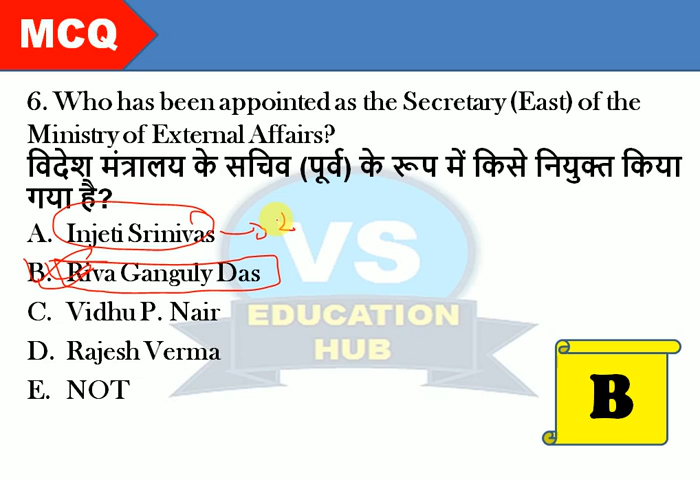 MCQ
6. Who has been appointed as the Secretary (East) of the
Ministry of External Affairs?
विदेश मंत्रालय के सचिव (पूर्व) के रूप में किसे नियुक्त किया
गया है?
A. Injeti Srinivas
2
B. Riva Ganguly Das
C. Vidhu P. Nair
D. Rajesh Verma
E. NOT
VS
EDUCATION
HUB
B